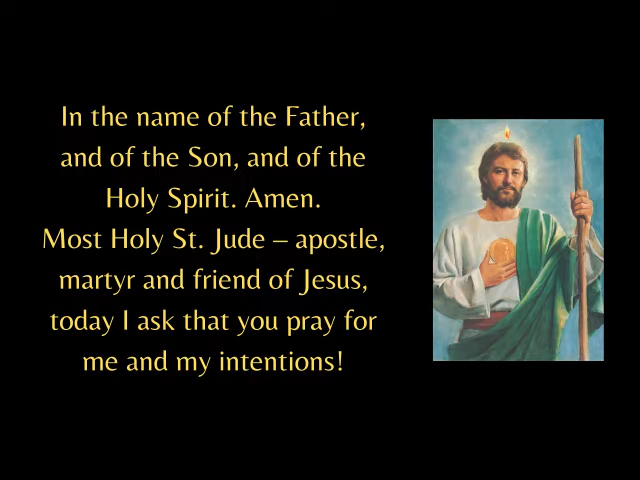 In the name of the Father,
and of the Son, and of the
Holy Spirit. Amen.
Most Holy St. Jude – apostle,
martyr and friend of Jesus,
today I ask that you pray for
me and my intentions!